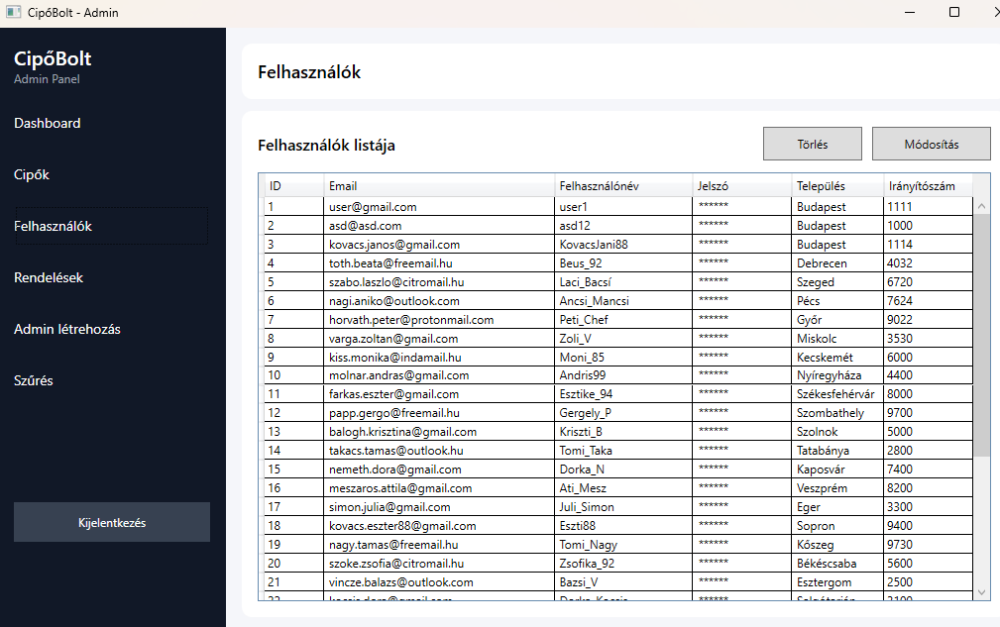 CipőBolt - Admin
CipőBolt
Admin Panel
Dashboard
Cipők
Felhasználók
Rendelések
Admin létrehozás
Szűrés
Kijelentkezés
Felhasználók
Felhasználók listája
Törlés Módosítás
ID Email Felhasználónév Jelszó Település Irányítószám
1 user@gmail.com user1 ****** Budapest 1111
2 asd@asd.com asd12 ****** Budapest 1000
3 kovacs.janos@gmail.com KovacsJani88 ****** Budapest 1114
4 toth.beata@freemail.hu Beus_92 ****** Debrecen 4032
5 szabo.laszlo@citromail.hu Laci_Bacsí ****** Szeged 6720
6 nagi.aniko@outlook.com Ancsi_Mancsi ****** Pécs 7624
7 horvath.peter@protonmail.com Peti_Chef ****** Győr 9022
8 varga.zoltan@gmail.com Zoli_V ****** Miskolc 3530
9 kiss.monika@indamail.hu Moni_85 ****** Kecskemét 6000
10 molnar.andras@gmail.com Andris99 ****** Nyíregyháza 4400
11 farkas.eszter@gmail.com Esztike_94 ****** Székesfehérvár 8000
12 papp.gergo@freemail.hu Gergely_P ****** Szombathely 9700
13 balogh.krisztina@gmail.com Kriszti_B ****** Szolnok 5000
14 takacs.tamas@outlook.hu Tomi_Taka ****** Tatabánya 2800
15 nemeth.dora@gmail.com Dorka_N ****** Kaposvár 7400
16 meszaros.attila@gmail.com Ati_Mesz ****** Veszprém 8200
17 simon.julia@gmail.com Juli_Simon ****** Eger 3300
18 kovacs.eszter88@gmail.com Eszti88 ****** Sopron 9400
19 nagy.tamas@freemail.hu Tomi_Nagy ****** Kőszeg 9730
20 szoke.zsofia@citromail.hu Zsofika_92 ****** Békéscsaba 5600
21 vincze.balazs@outlook.com Bazsi_V ****** Esztergom 2500